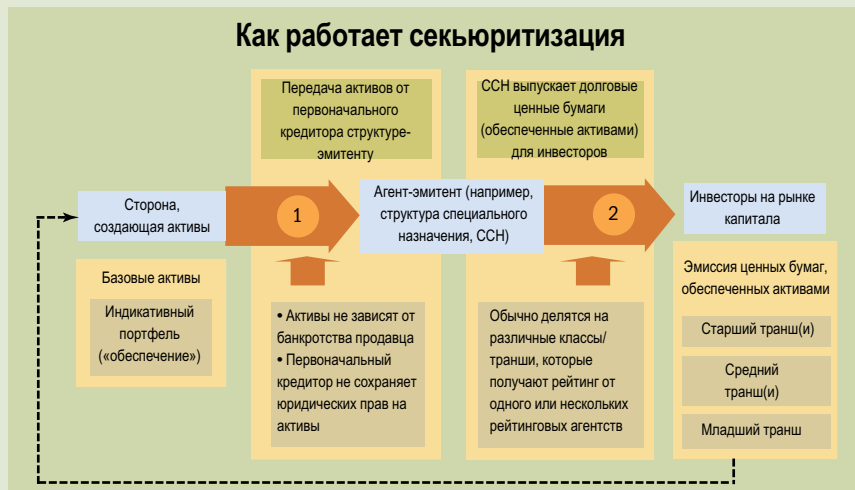 Как работает секьюритизация
Передача активов от
первоначального
кредитора структуре-
эмитенту
ССН выпускает долговые
ценные бумаги
(обеспеченные активами)
для инвесторов
Сторона,
создающая активы
1
Агент-эмитент (например,
структура специального
назначения, ССН)
2
Инвесторы на рынке
капитала
Базовые активы
Индикативный
портфель
(«обеспечение»)
• Активы не зависят от
банкротства продавца
• Первоначальный
кредитор не сохраняет
юридических прав на
активы
Обычно делятся на
различные классы/
транши, которые
получают рейтинг от
одного или нескольких
рейтинговых агентств
Эмиссия ценных бумаг,
обеспеченных активами
Старший транш(и)
Средний
транш(и)
Младший транш